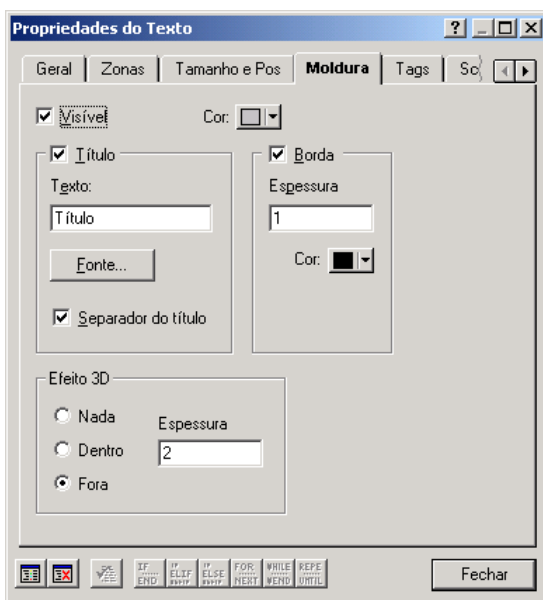 Propriedades do Texto
Geral Zonas Tamanho e Pos Moldura Tags
Visível Cor:
Título Borda
Texto: Espessura
Título 1
Fonte... Cor:
Separador do título
Efeito 3D
Nada Espessura
Dentro 2
Fora
IF END IF ELIF IF ELSE FOR NEXT WHILE WEND REPE UNTIL
Fechar